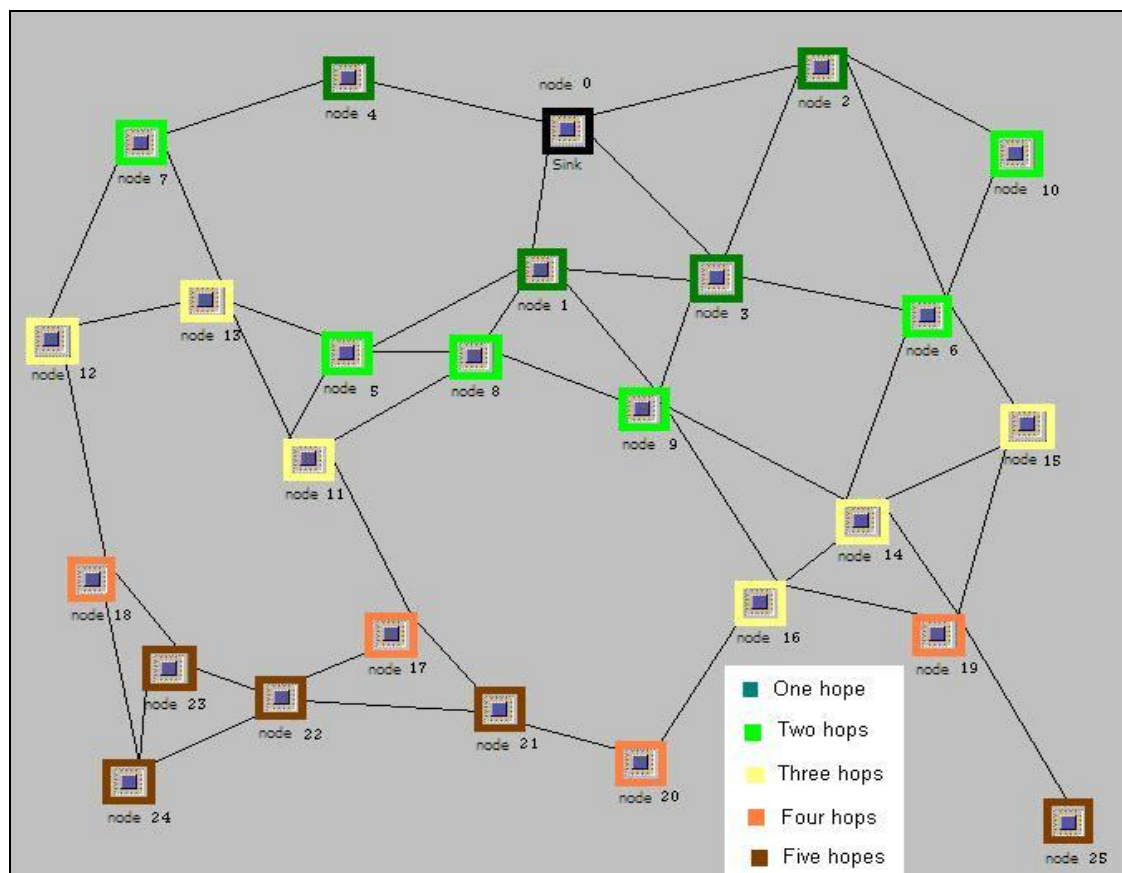 node 0
node 2
node 4
Sink
node 7
node 10
node 1
node 3
node 13
node 6
node 12
node 5
node 8
node 9
node 15
node 11
node 14
node 18
node 16
node 17
node 19
node 23
node 22
node 21
node 20
node 24
node 25
One hope
Two hops
Three hops
Four hops
Five hopes